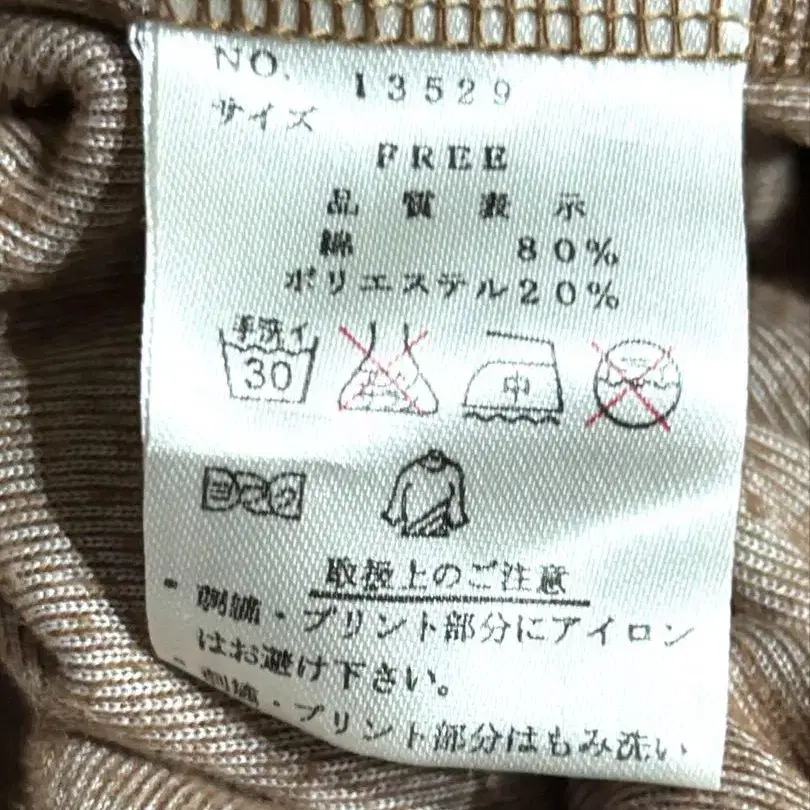 NO. 13529
サイズ
FREE
品質表示
綿 80%
ポリエステル20%
手洗イ
30
中
ヨワク
取扱上のご注意
- 刺繍・プリント部分にアイロン
はお避け下さい。
- 刺繍・プリント部分はもみ洗い